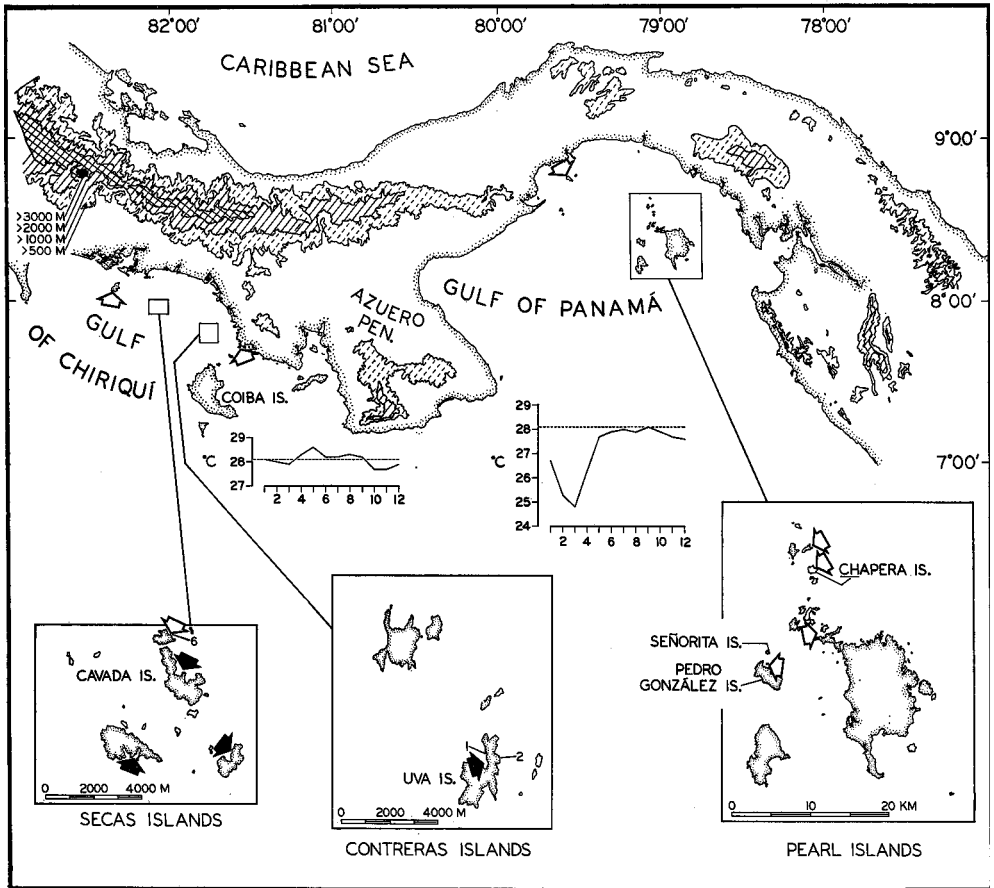 82°00' 81°00' 80°00' 79°00' 78°00'
CARIBBEAN SEA
9°00'
>3000 M
>2000 M
>1000 M
>500 M
8°00'
GULF OF CHIRIQUÍ
AZUERO PEN.
GULF OF PANAMÁ
COIBA IS.
29
°C 28
27
2 4 6 8 10 12
29
28
27
°C
26
25
24
2 4 6 8 10 12
7°00'
6
CAVADA IS.
0 2000 4000 M
SECAS ISLANDS
1
2
UVA IS.
0 2000 4000 M
CONTRERAS ISLANDS
CHAPERA IS.
SEÑORITA IS.
PEDRO GONZÁLEZ IS.
0 10 20 KM
PEARL ISLANDS